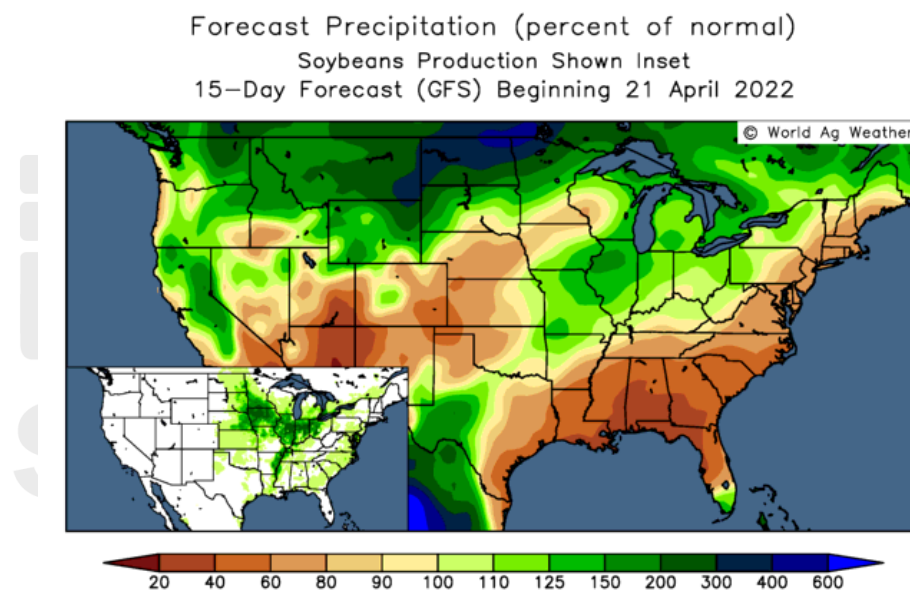 Forecast Precipitation (percent of normal)
Soybeans Production Shown Inset
15-Day Forecast (GFS) Beginning 21 April 2022
© World Ag Weather
20 40 60 80 90 100 110 125 150 200 300 400 600